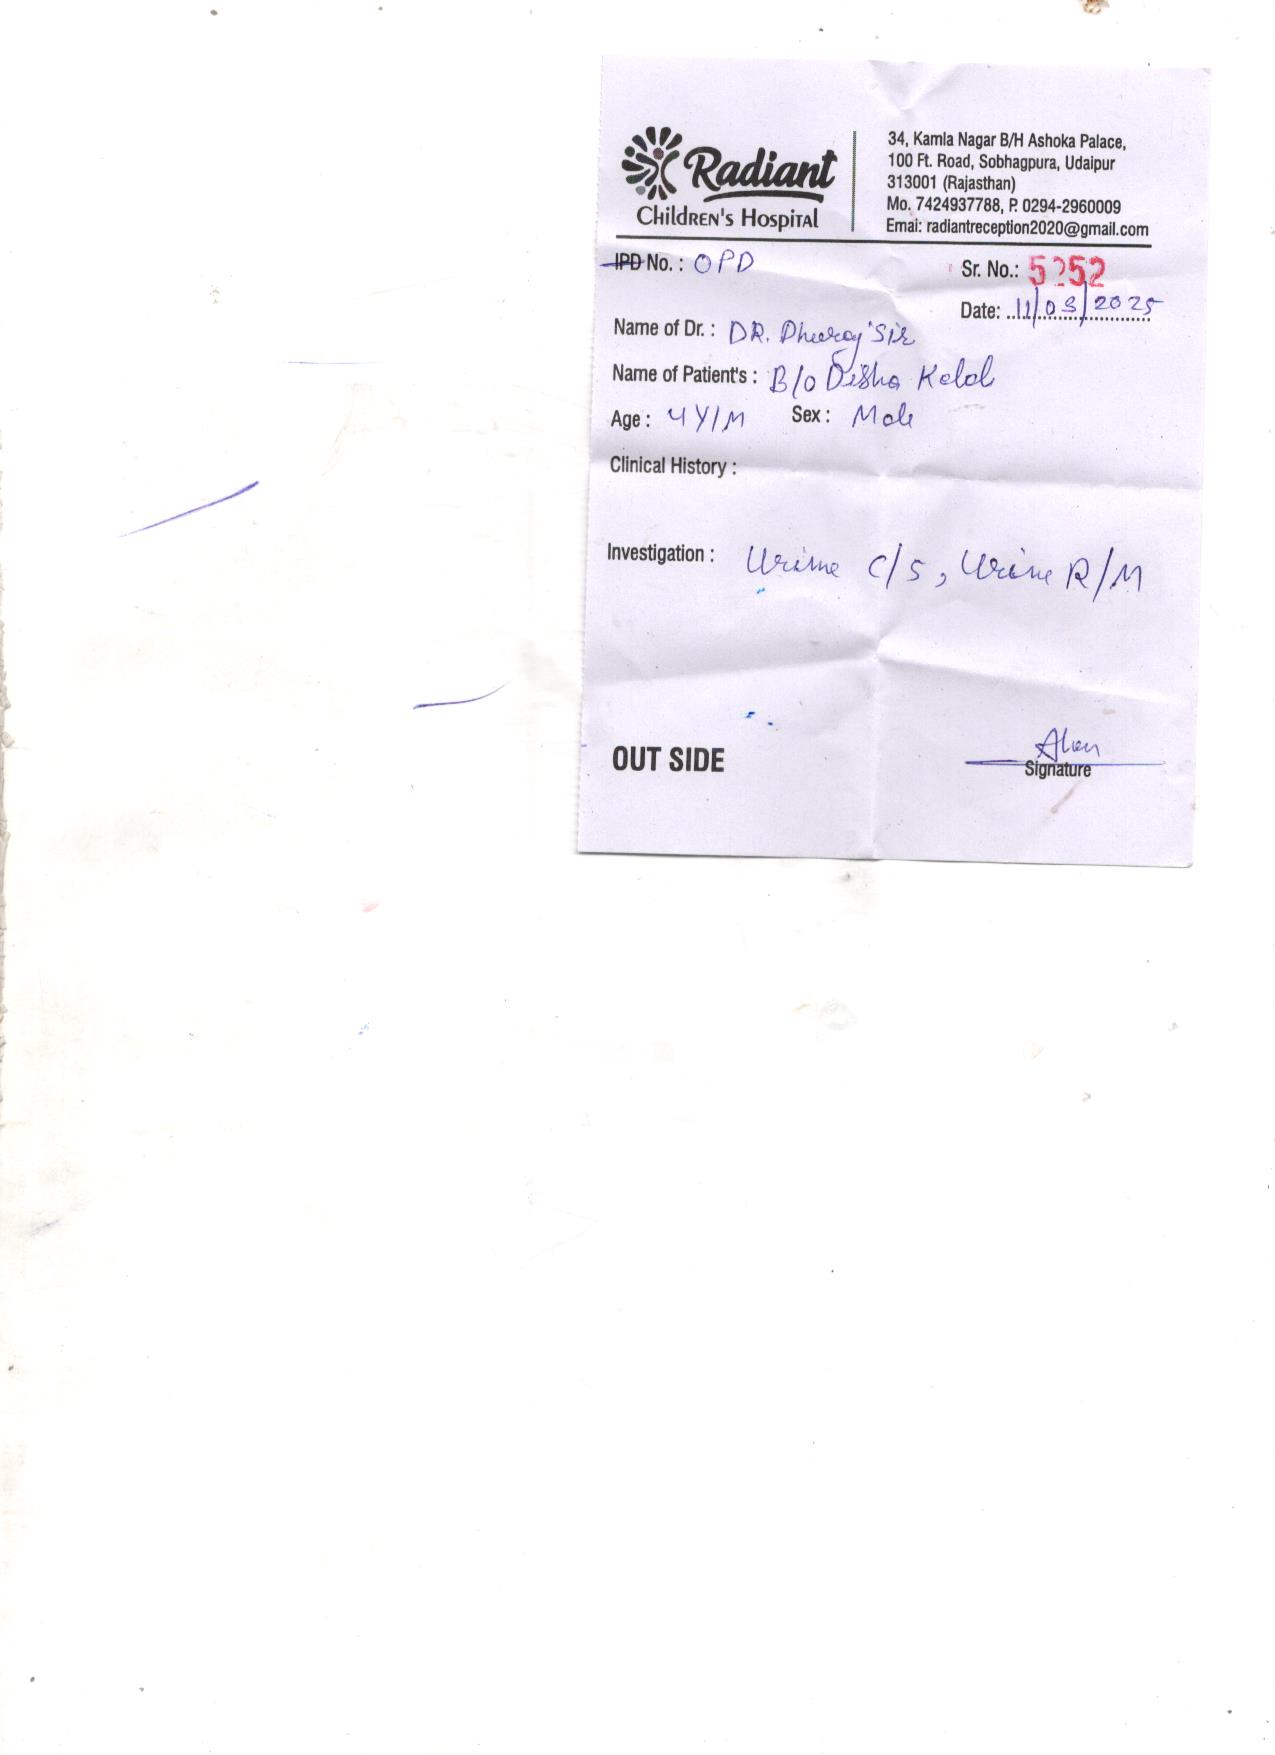 Radiant
Children's Hospital
34, Kamla Nagar B/H Ashoka Palace,
100 Ft. Road, Sobhagpura, Udaipur
313001 (Rajasthan)
Mo. 7424937788, P. 0294-2960009
Emai: radiantreception2020@gmail.com
IPD No. : OPD
Sr. No.: 5252
Date: 11/03/2025
Name of Dr. : DR. Dheeraj Sir
Name of Patient's : B/o Disha
Age : 4Y/M Sex : Male
Clinical History :
Investigation : Urine C/S, Urine R/M
OUT SIDE
Signature